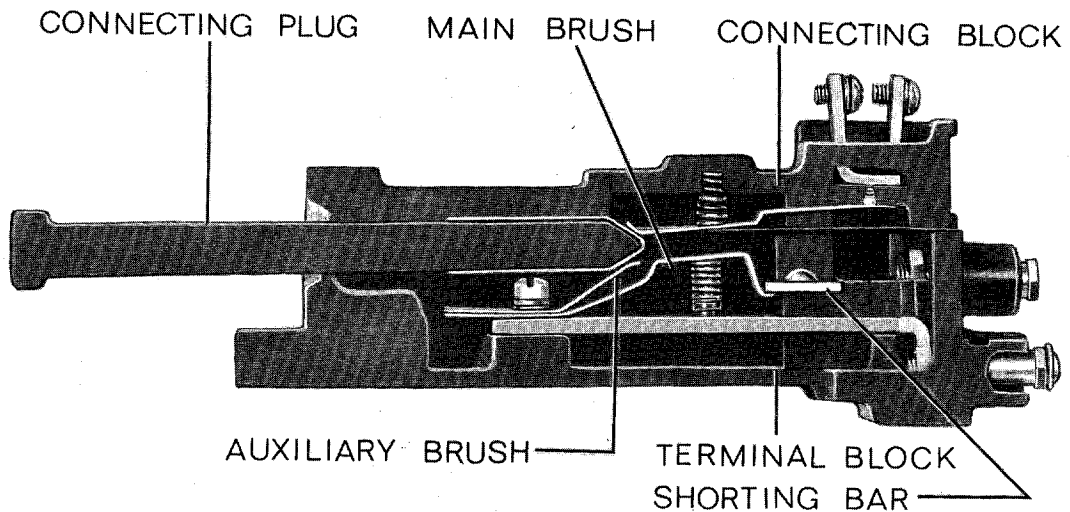 CONNECTING PLUG
MAIN BRUSH
CONNECTING BLOCK
AUXILIARY BRUSH
TERMINAL BLOCK
SHORTING BAR